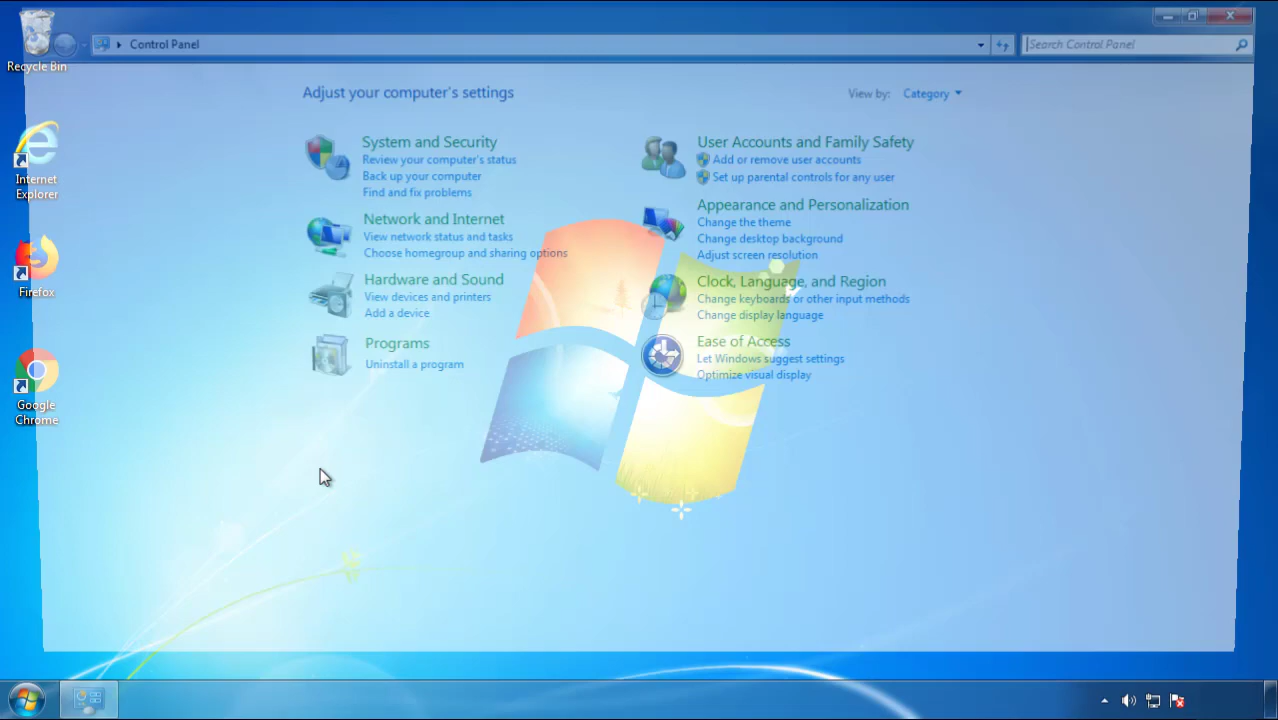 Recycle Bin
Internet
Explorer
Firefox
Google
Chrome
Control Panel
Search Control Panel
Adjust your computer's settings
View by: Category
System and Security
Review your computer's status
Back up your computer
Find and fix problems
Network and Internet
View network status and tasks
Choose homegroup and sharing options
Hardware and Sound
View devices and printers
Add a device
Programs
Uninstall a program
User Accounts and Family Safety
Add or remove user accounts
Set up parental controls for any user
Appearance and Personalization
Change the theme
Change desktop background
Adjust screen resolution
Clock, Language, and Region
Change keyboards or other input methods
Change display language
Ease of Access
Let Windows suggest settings
Optimize visual display